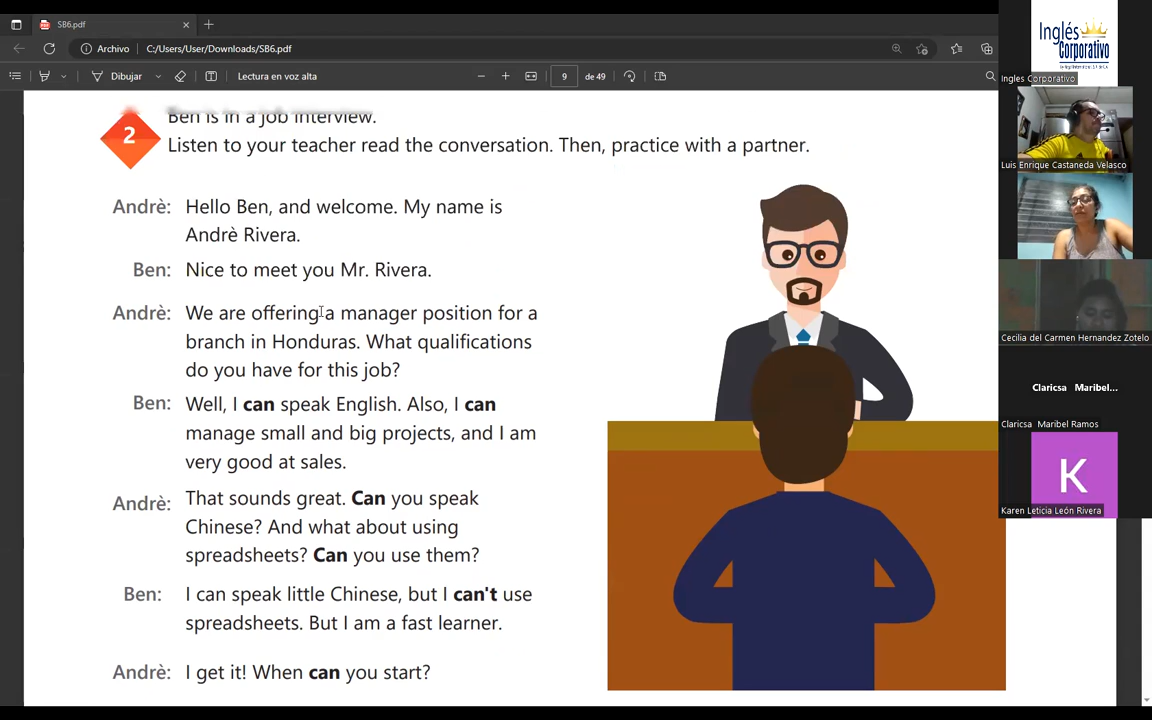 SB6.pdf
Archivo
C:/Users/User/Downloads/SB6.pdf
Dibujar
Lectura en voz alta
9
de 49
2
Ben is in a job interview.
Listen to your teacher read the conversation. Then, practice with a partner.
Andrè: Hello Ben, and welcome. My name is
Andrè Rivera.
Ben: Nice to meet you Mr. Rivera.
Andrè: We are offering a manager position for a
branch in Honduras. What qualifications
do you have for this job?
Ben: Well, I can speak English. Also, I can
manage small and big projects, and I am
very good at sales.
Andrè: That sounds great. Can you speak
Chinese? And what about using
spreadsheets? Can you use them?
Ben: I can speak little Chinese, but I can't use
spreadsheets. But I am a fast learner.
Andrè: I get it! When can you start?
Inglés
Corporativo
Ingles Corporativo
Luis Enrique Castaneda Velasco
Cecilia del Carmen Hernandez Zotelo
Claricsa Maribel...
Claricsa Maribel Ramos
K
Karen Leticia León Rivera